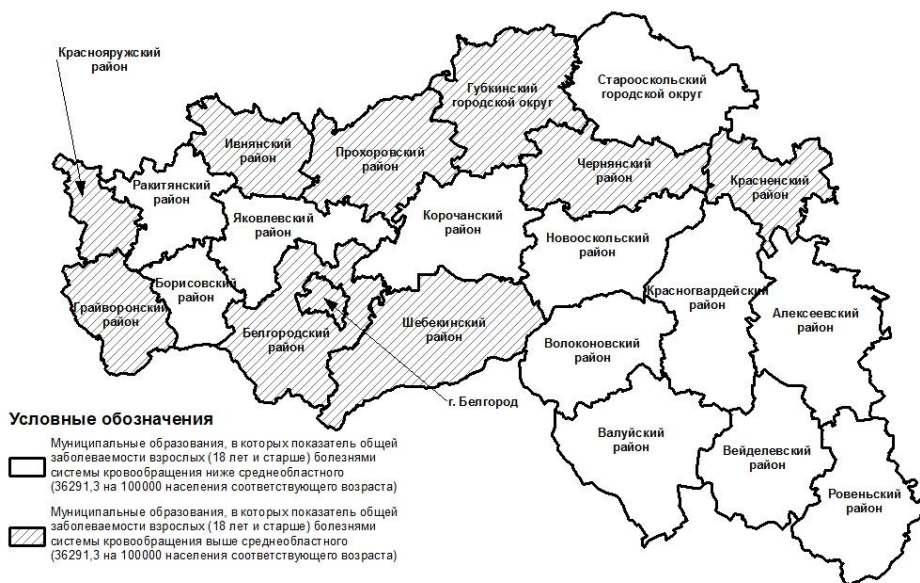 Краснояружский
район
Ивнянский
район
Прохоровский
район
Губкинский
городской округ
Старооскольский
городской округ
Чернянский
район
Красненский
район
Ракитянский
район
Яковлевский
район
Корочанский
район
Новооскольский
район
Красногвардейский
район
Алексеевский
район
Грайворонский
район
Борисовский
район
Белгородский
район
Шебекинский
район
Волоконовский
район
г. Белгород
Валуйский
район
Вейделевский
район
Ровеньский
район
Условные обозначения
Муниципальные образования, в которых показатель общей
заболеваемости взрослых (18 лет и старше) болезнями
системы кровообращения ниже среднеобластного
(36291,3 на 100000 населения соответствующего возраста)
Муниципальные образования, в которых показатель общей
заболеваемости взрослых (18 лет и старше) болезнями
системы кровообращения выше среднеобластного
(36291,3 на 100000 населения соответствующего возраста)